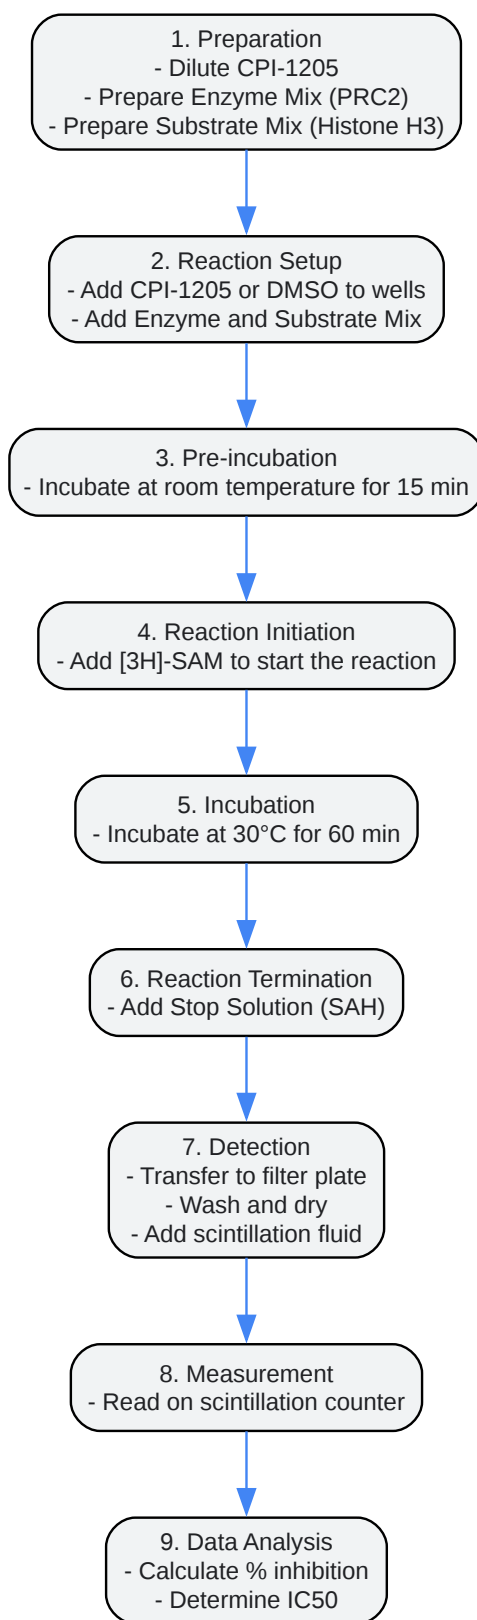 1. Preparation
- Dilute CPI-1205
- Prepare Enzyme Mix (PRC2)
- Prepare Substrate Mix (Histone H3)
2. Reaction Setup
- Add CPI-1205 or DMSO to wells
- Add Enzyme and Substrate Mix
3. Pre-incubation
- Incubate at room temperature for 15 min
4. Reaction Initiation
- Add [3H]-SAM to start the reaction
5. Incubation
- Incubate at 30°C for 60 min
6. Reaction Termination
- Add Stop Solution (SAH)
7. Detection
- Transfer to filter plate
- Wash and dry
- Add scintillation fluid
8. Measurement
- Read on scintillation counter
9. Data Analysis
- Calculate % inhibition
- Determine IC50